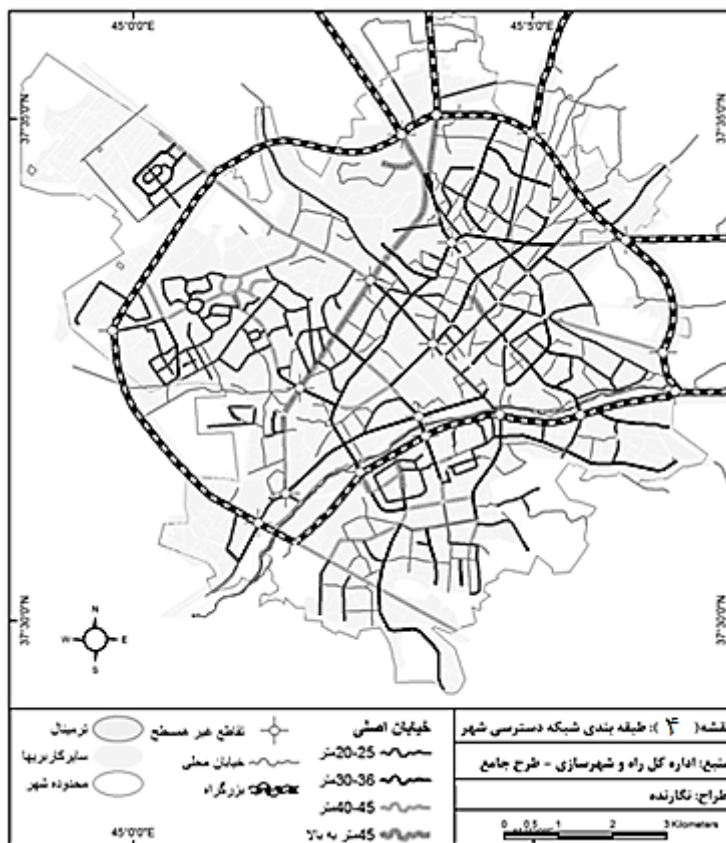 45°0'0"E 45°5'0"E
37°35'0"N 37°35'0"N
37°30'0"N 37°30'0"N
N
W E
S
نقشه( ۴ ): طبقه بندی شبکه دسترسی شهر
منبع: اداره کل راه و شهرسازی - طرح جامع
طراح: نگارنده
0 0.5 1 2 3 Kilometers
خیابان اصلی
20-25متر
30-36متر
40-45متر
45متر به بالا
تقاطع غیر همسطح
خیابان محلی
بزرگراه
ترمینال
سایرکاربریها
محدوده شهر
45°0'0"E